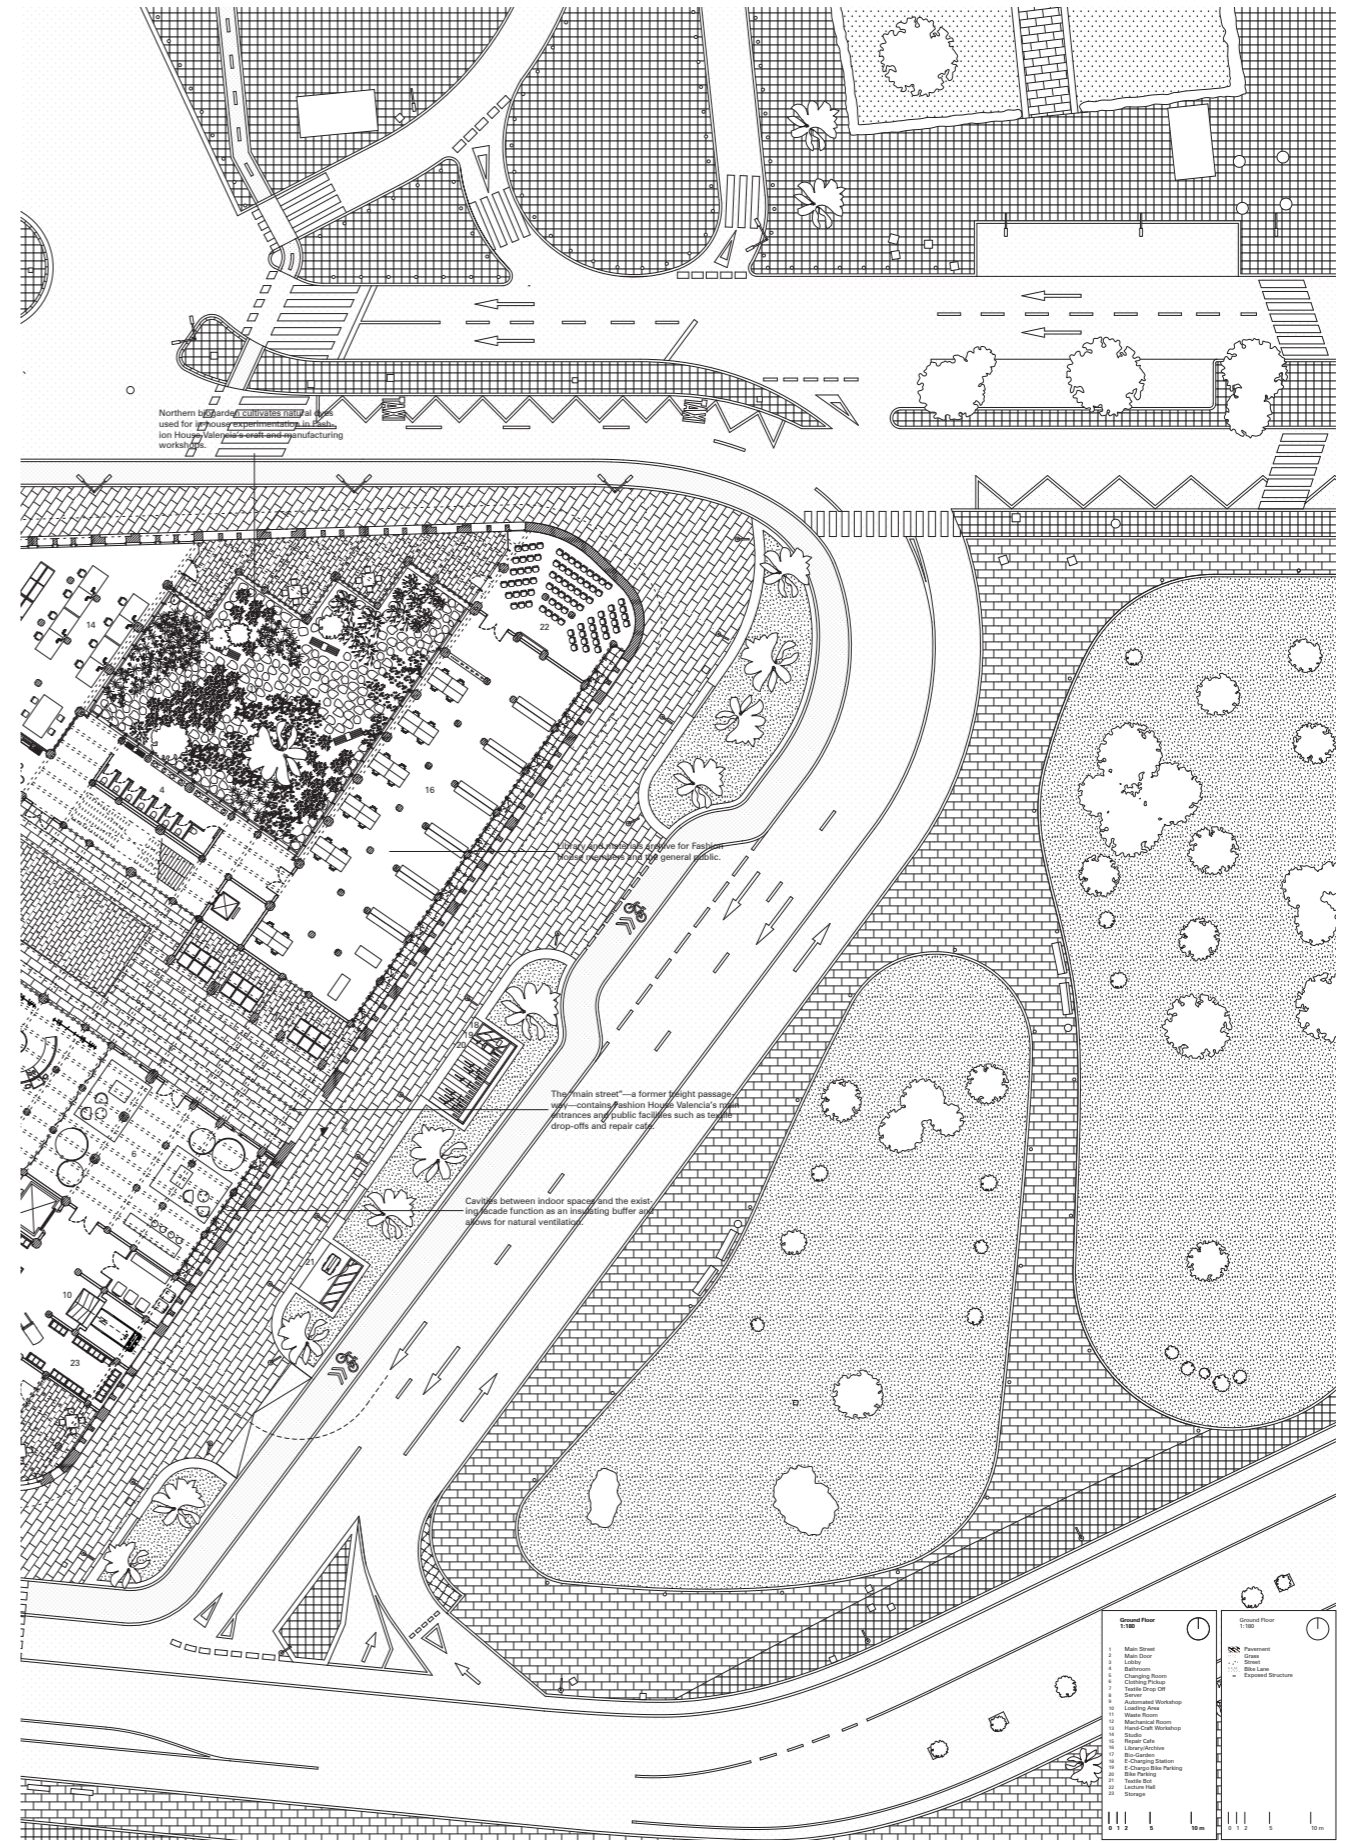 Northern biogarden cultivates natural dyes
used for in-house experimentation in Fash-
ion House Valencia's craft and manufacturing
workshops.
14
22
4
16
Library and materials archive for Fashion
House members and the general public.
18
19
20
The "main street"—a former freight passage-
way—contains Fashion House Valencia's main
entrances and public facilities such as textile
drop-offs and repair cafe.
6
Cavities between indoor spaces and the exist-
ing facade function as an insulating buffer and
allows for natural ventilation.
21
10
23
Ground Floor
1:180
1 Main Street
2 Main Door
3 Lobby
4 Bathroom
5 Changing Room
6 Clothing Pickup
7 Textile Drop Off
8 Server
9 Automated Workshop
10 Loading Area
11 Waste Room
12 Machanical Room
13 Hand-Craft Workshop
14 Studio
15 Repair Cafe
16 Library/Archive
17 Bio-Garden
18 E-Charging Station
19 E-Chargo Bike Parking
20 Bike Parking
21 Textile Bot
22 Lecture Hall
23 Storage
0 1 2 5 10 m
Ground Floor
1:180
Pavement
Grass
Street
Bike Lane
Exposed Structure
0 1 2 5 10 m